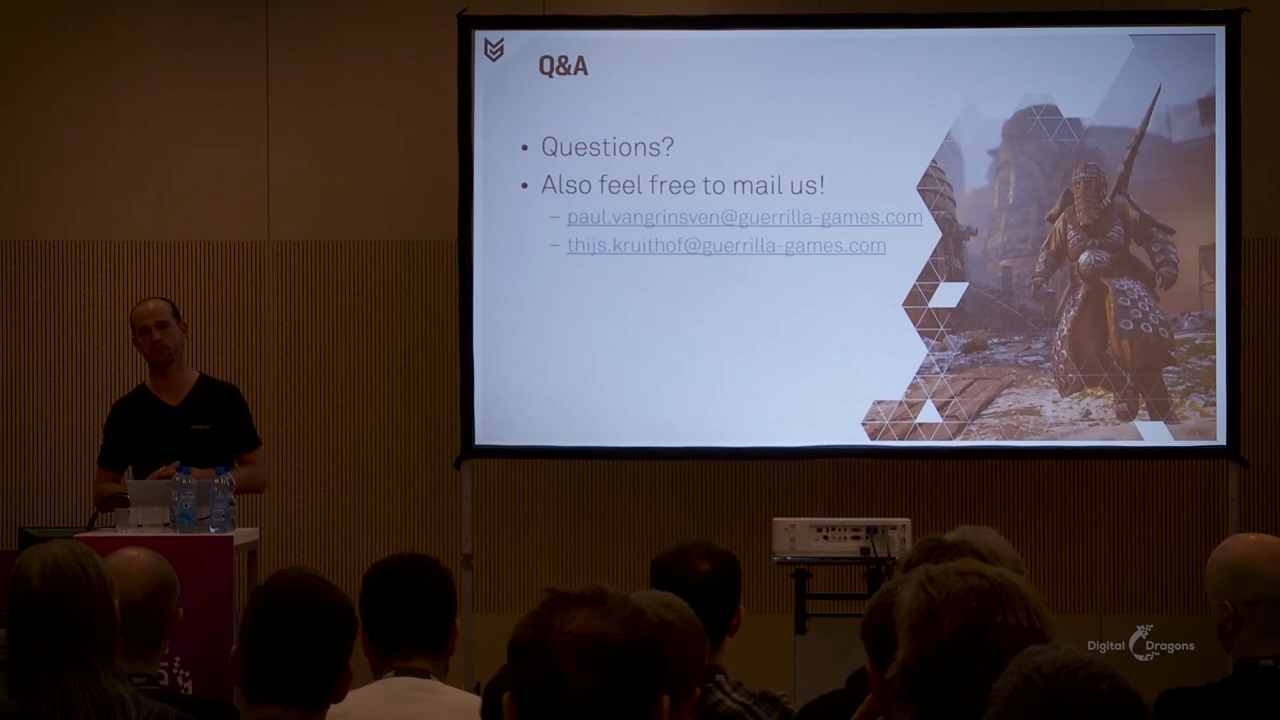 Q&A
• Questions?
• Also feel free to mail us!
– paul.vangrinsven@guerrilla-games.com
– thijs.kruithof@guerrilla-games.com
Digital Dragons